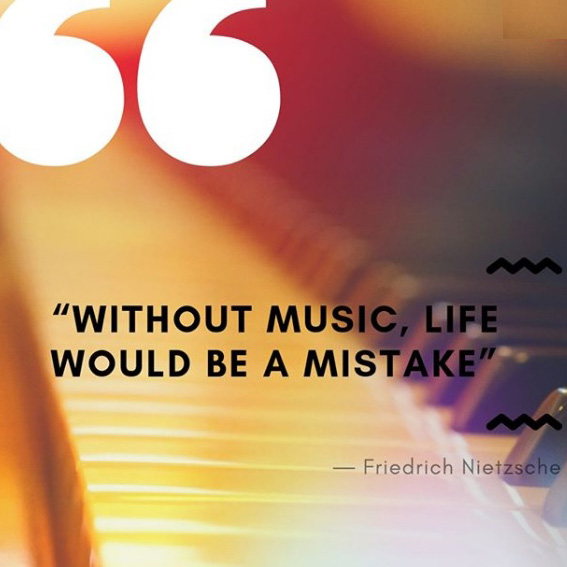 “WITHOUT MUSIC, LIFE
WOULD BE A MISTAKE”
— Friedrich Nietzsche